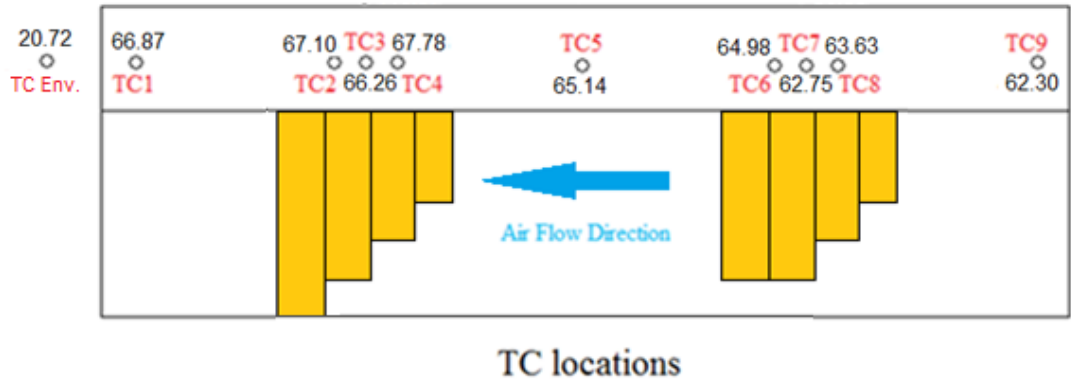 20.72
TC Env.
66.87
TC1
67.10 TC3 67.78
TC2 66.26 TC4
TC5
65.14
64.98 TC7 63.63
TC6 62.75 TC8
TC9
62.30
Air Flow Direction
TC locations